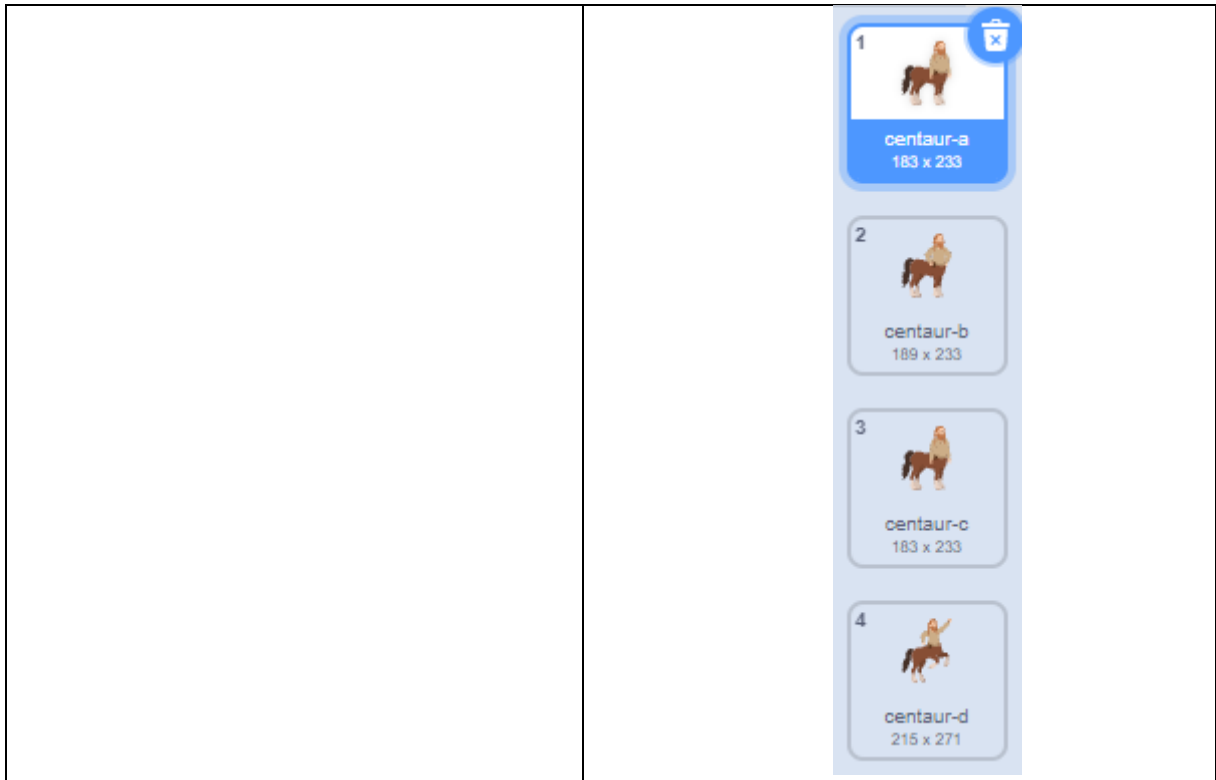 1
centaur-a
183 x 233
2
centaur-b
189 x 233
3
centaur-c
183 x 233
4
centaur-d
215 x 271